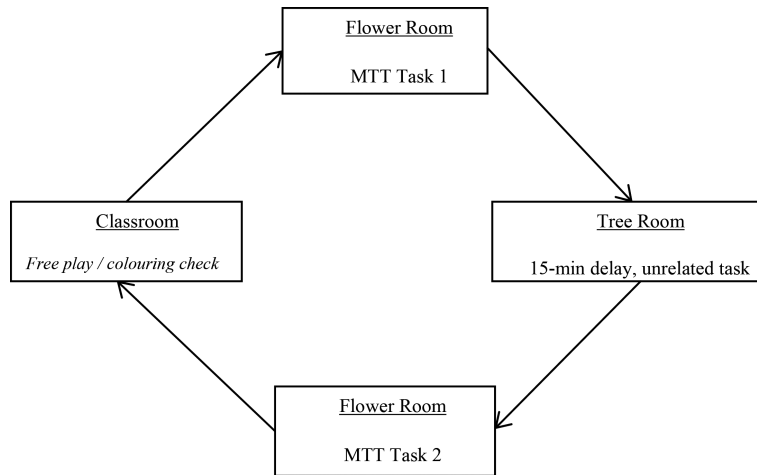 Flower Room
MTT Task 1
Classroom
Free play / colouring check
Tree Room
15-min delay, unrelated task
Flower Room
MTT Task 2